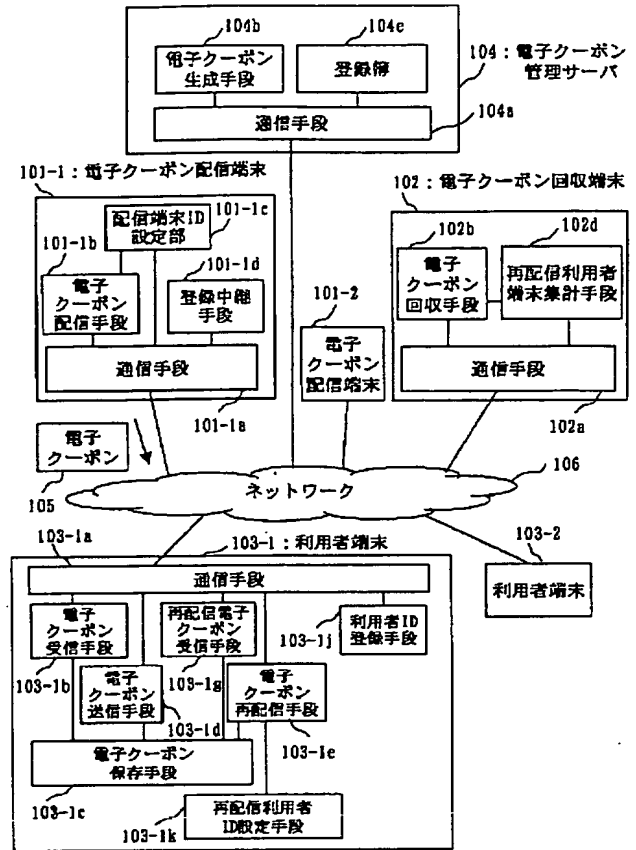 104b
104e
電子クーポン
生成手段
登録簿
104：電子クーポン
管理サーバ
通信手段
104a
101-1：電子クーポン配信端末
配信端末ID
設定部
101-1c
101-1b
101-1d
電子
クーポン
配信手段
登録中継
手段
通信手段
101-1a
102：電子クーポン回収端末
102b
102d
電子
クーポン
回収手段
再配信利用者
端末集計手段
通信手段
102a
101-2
電子
クーポン
配信端末
電子
クーポン
105
106
ネットワーク
103-1a
103-1：利用者端末
103-2
利用者端末
通信手段
電子
クーポン
受信手段
再配信電子
クーポン
受信手段
利用者ID
登録手段
103-1j
103-1b
103-1g
電子
クーポン
送信手段
電子
クーポン
再配信手段
103-1d
103-1e
電子クーポン
保存手段
103-1c
103-1k
再配信利用者
ID設定手段